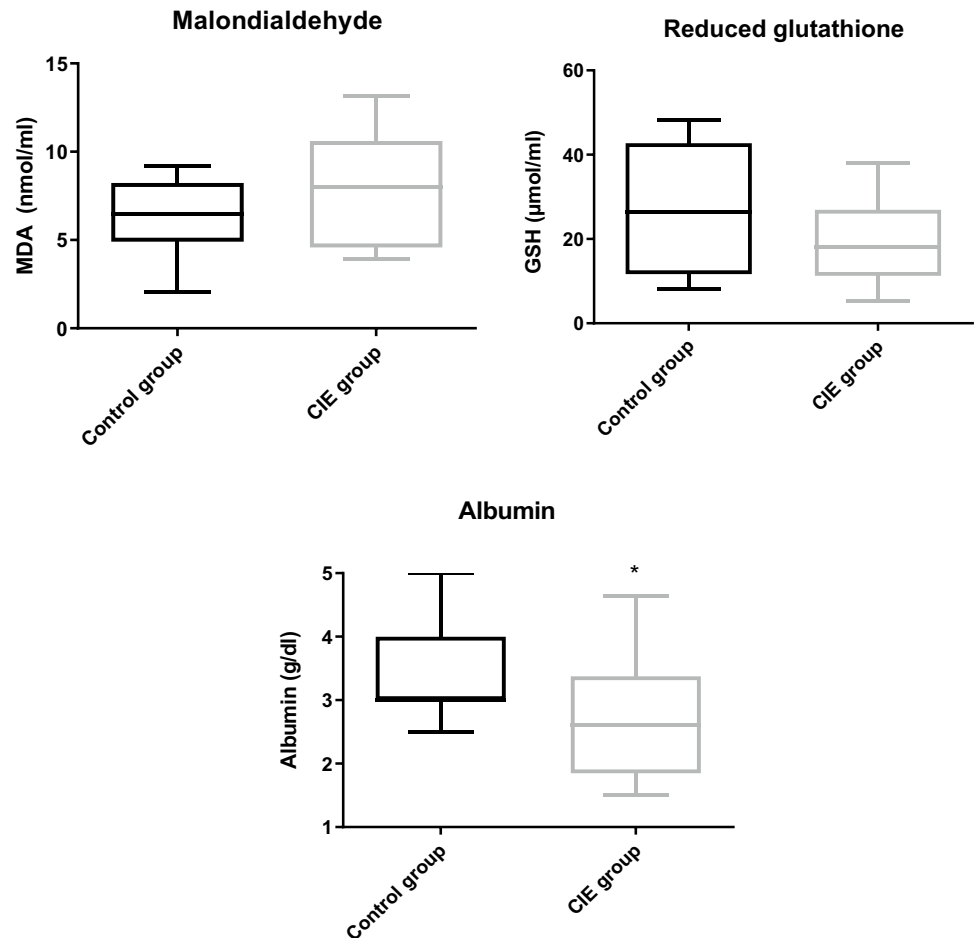 Malondialdehyde
MDA (nmol/ml)
15
10
5
0
Control group
CIE group
Reduced glutathione
GSH (µmol/ml)
60
40
20
0
Control group
CIE group
Albumin
Albumin (g/dl)
5
4
3
2
1
*
Control group
CIE group